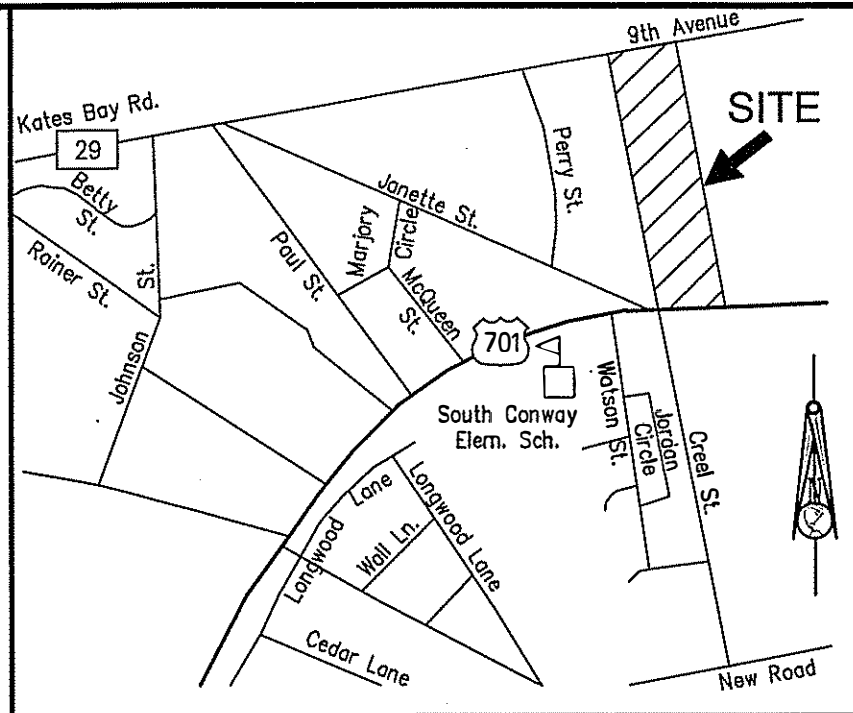 9th Avenue
Kates Bay Rd.
29
SITE
Betty
St.
Perry St.
Janette St.
Marjory
Circle
Rainer St.
St.
Paul St.
McQueen
St.
701
Johnson
South Conway
Elem. Sch.
Watson
St.
Jordan
Circle
Creel St.
Longwood
Lane
Wall Ln.
Longwood Lane
Cedar Lane
New Road